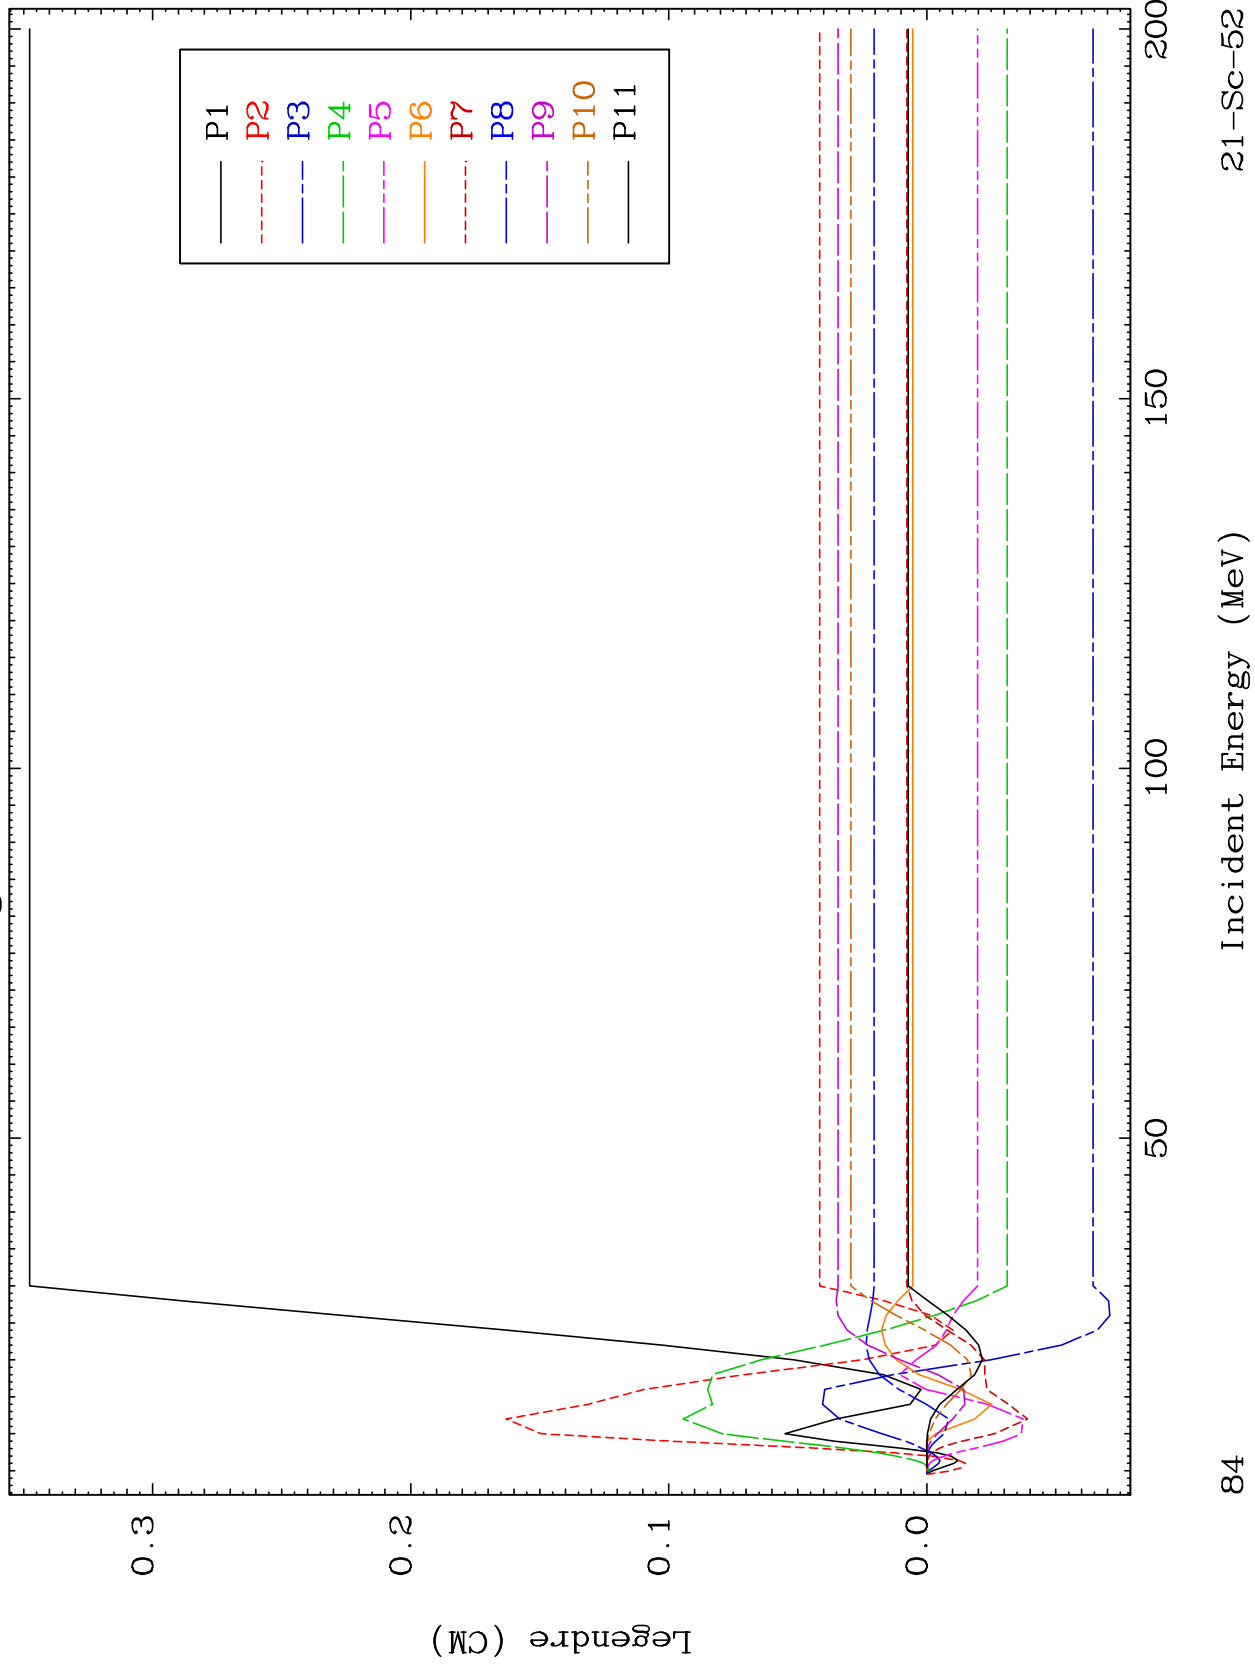 P1
P2
P3
P4
P5
P6
P7
P8
P9
P10
P11
0.3
0.2
0.1
0.0
Legendre (CM)
50
100
150
200
Incident Energy (MeV)
84
21-Sc-52